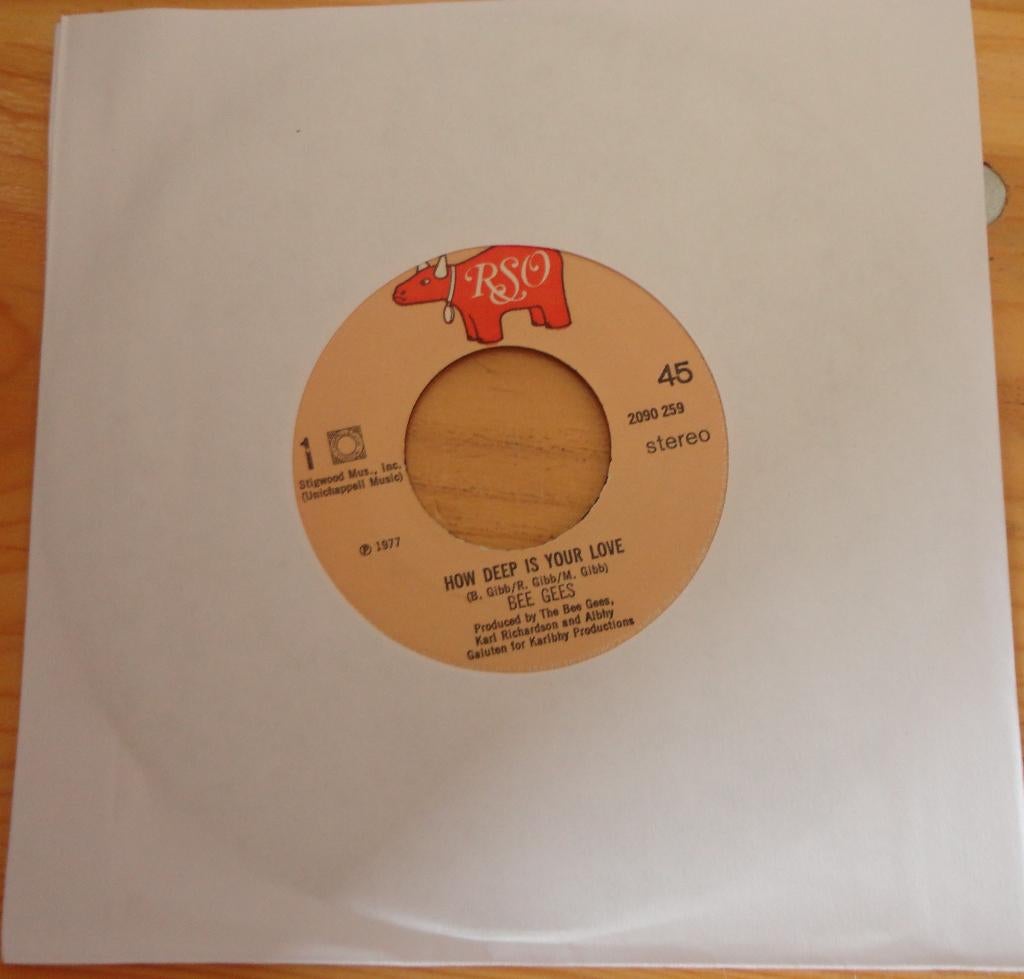 RSO
45
2090 259
stereo
1
Stigwood Mus., Inc.
(Unichappell Music)
℗ 1977
HOW DEEP IS YOUR LOVE
(B. Gibb/R. Gibb/M. Gibb)
BEE GEES
Produced by The Bee Gees,
Karl Richardson and Albhy
Galuten for Karlbhy Productions